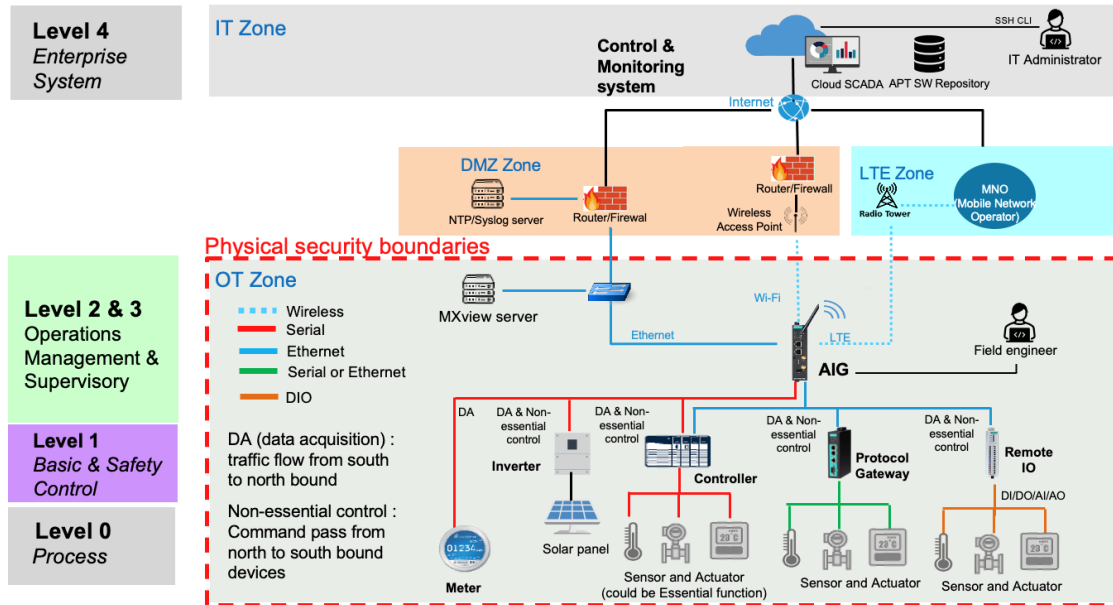 Level 4
Enterprise
System
IT Zone
Control &
Monitoring
system
SSH CLI
IT Administrator
Cloud SCADA
APT SW Repository
Internet
DMZ Zone
NTP/Syslog server
Router/Firewal
Router/Firewall
Wireless
Access Point
LTE Zone
Radio Tower
MNO
(Mobile Network
Operator)
Physical security boundaries
Level 2 & 3
Operations
Management &
Supervisory
OT Zone
MXview server
Wireless
Serial
Ethernet
Serial or Ethernet
DIO
Wi-Fi
Ethernet
LTE
AIG
Field engineer
Level 1
Basic & Safety
Control
DA (data acquisition) :
traffic flow from south
to north bound
Non-essential control :
Command pass from
north to south bound
devices
DA
DA & Non-
essential
control
DA & Non-
essential
control
DA & Non-
essential
control
DA & Non-
essential
control
Inverter
Controller
Protocol
Gateway
Remote
IO
DI/DO/AI/AO
Level 0
Process
01234
Meter
Solar panel
23°C
Sensor and Actuator
(could be Essential function)
23°C
Sensor and Actuator
23°C
Sensor and Actuator